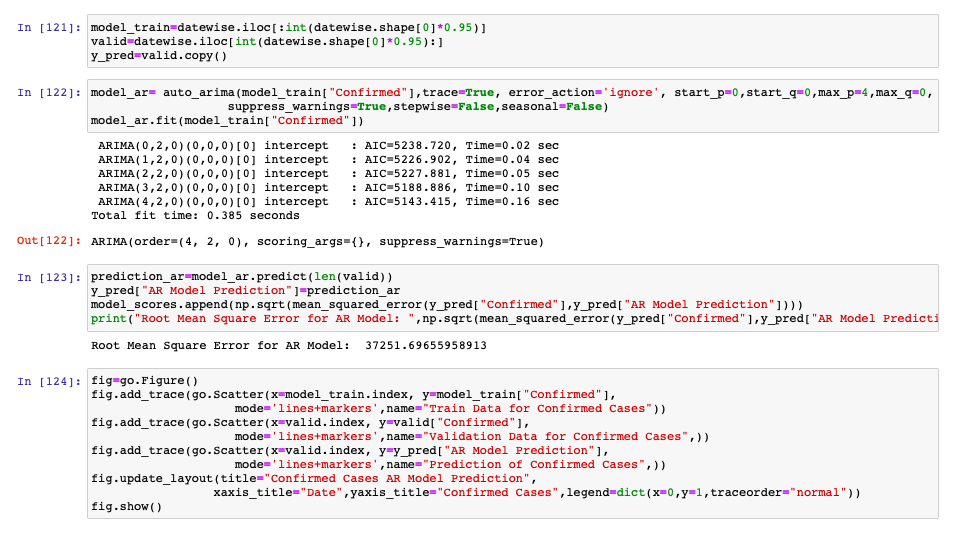 In [121]: model_train=datewise.iloc[:int(datewise.shape[0]*0.95)]
valid=datewise.iloc[int(datewise.shape[0]*0.95):]
y_pred=valid.copy()
In [122]: model_ar= auto_arima(model_train["Confirmed"],trace=True, error_action='ignore', start_p=0,start_q=0,max_p=4,max_q=0,
suppress_warnings=True,stepwise=False,seasonal=False)
model_ar.fit(model_train["Confirmed"])
ARIMA(0,2,0)(0,0,0)[0] intercept   : AIC=5238.720, Time=0.02 sec
ARIMA(1,2,0)(0,0,0)[0] intercept   : AIC=5226.902, Time=0.04 sec
ARIMA(2,2,0)(0,0,0)[0] intercept   : AIC=5227.881, Time=0.05 sec
ARIMA(3,2,0)(0,0,0)[0] intercept   : AIC=5188.886, Time=0.10 sec
ARIMA(4,2,0)(0,0,0)[0] intercept   : AIC=5143.415, Time=0.16 sec
Total fit time: 0.385 seconds
Out[122]: ARIMA(order=(4, 2, 0), scoring_args={}, suppress_warnings=True)
In [123]: prediction_ar=model_ar.predict(len(valid))
y_pred["AR Model Prediction"]=prediction_ar
model_scores.append(np.sqrt(mean_squared_error(y_pred["Confirmed"],y_pred["AR Model Prediction"])))
print("Root Mean Square Error for AR Model: ",np.sqrt(mean_squared_error(y_pred["Confirmed"],y_pred["AR Model Predicti
Root Mean Square Error for AR Model:  37251.69655958913
In [124]: fig=go.Figure()
fig.add_trace(go.Scatter(x=model_train.index, y=model_train["Confirmed"],
mode='lines+markers',name="Train Data for Confirmed Cases"))
fig.add_trace(go.Scatter(x=valid.index, y=valid["Confirmed"],
mode='lines+markers',name="Validation Data for Confirmed Cases",))
fig.add_trace(go.Scatter(x=valid.index, y=y_pred["AR Model Prediction"],
mode='lines+markers',name="Prediction of Confirmed Cases",))
fig.update_layout(title="Confirmed Cases AR Model Prediction",
xaxis_title="Date",yaxis_title="Confirmed Cases",legend=dict(x=0,y=1,traceorder="normal"))
fig.show()